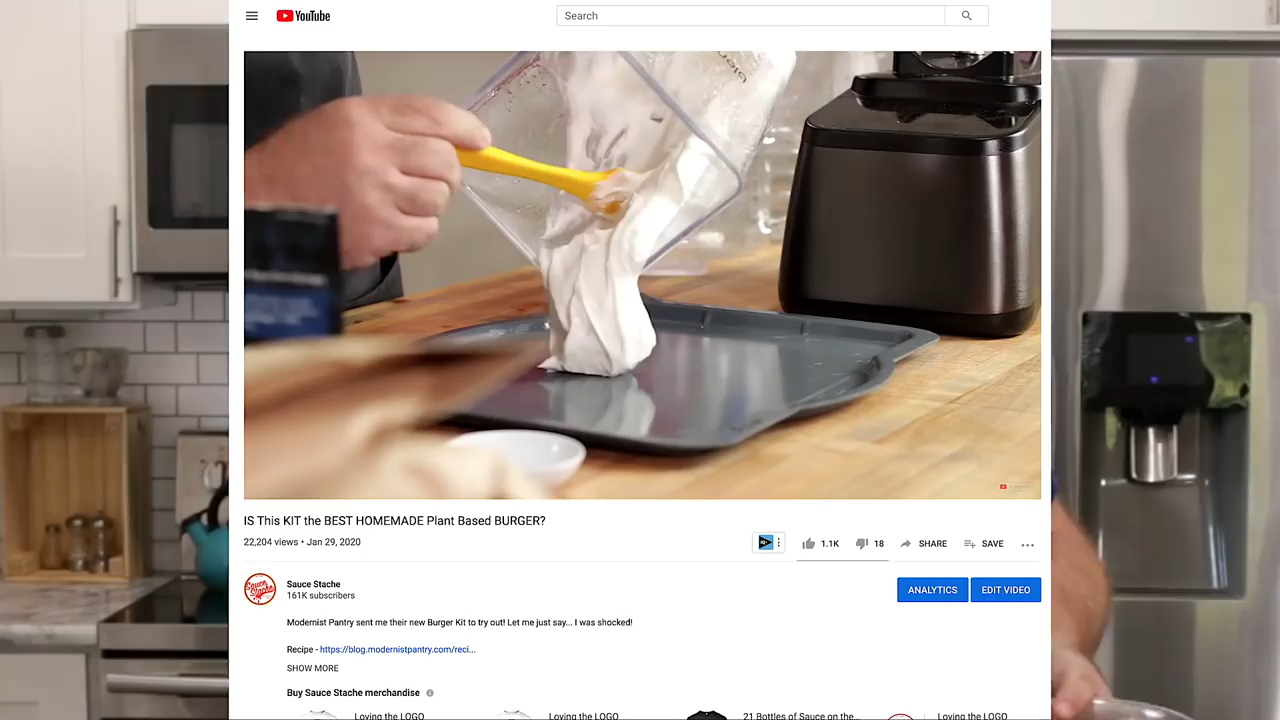 YouTube
Search
IS This KIT the BEST HOMEMADE Plant Based BURGER?
22,204 views • Jan 29, 2020
1.1K
18
SHARE
SAVE
Sauce Stache
161K subscribers
ANALYTICS
EDIT VIDEO
Modernist Pantry sent me their new Burger Kit to try out! Let me just say... I was shocked!
Recipe - https://blog.modernistpantry.com/reci...
SHOW MORE
Buy Sauce Stache merchandise
Loving the LOGO
Loving the LOGO
21 Bottles of Sauce on the...
Loving the LOGO